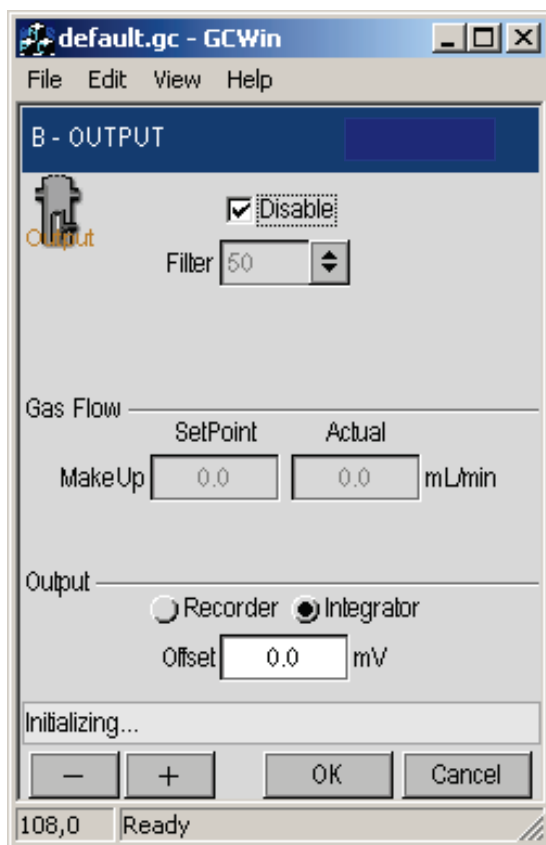 default.gc - GCWin
File Edit View Help
B - OUTPUT
Output
Disable
Filter 50
Gas Flow
SetPoint Actual
MakeUp 0.0 0.0 mL/min
Output
Recorder Integrator
Offset 0.0 mV
Initializing...
− + OK Cancel
108,0 Ready